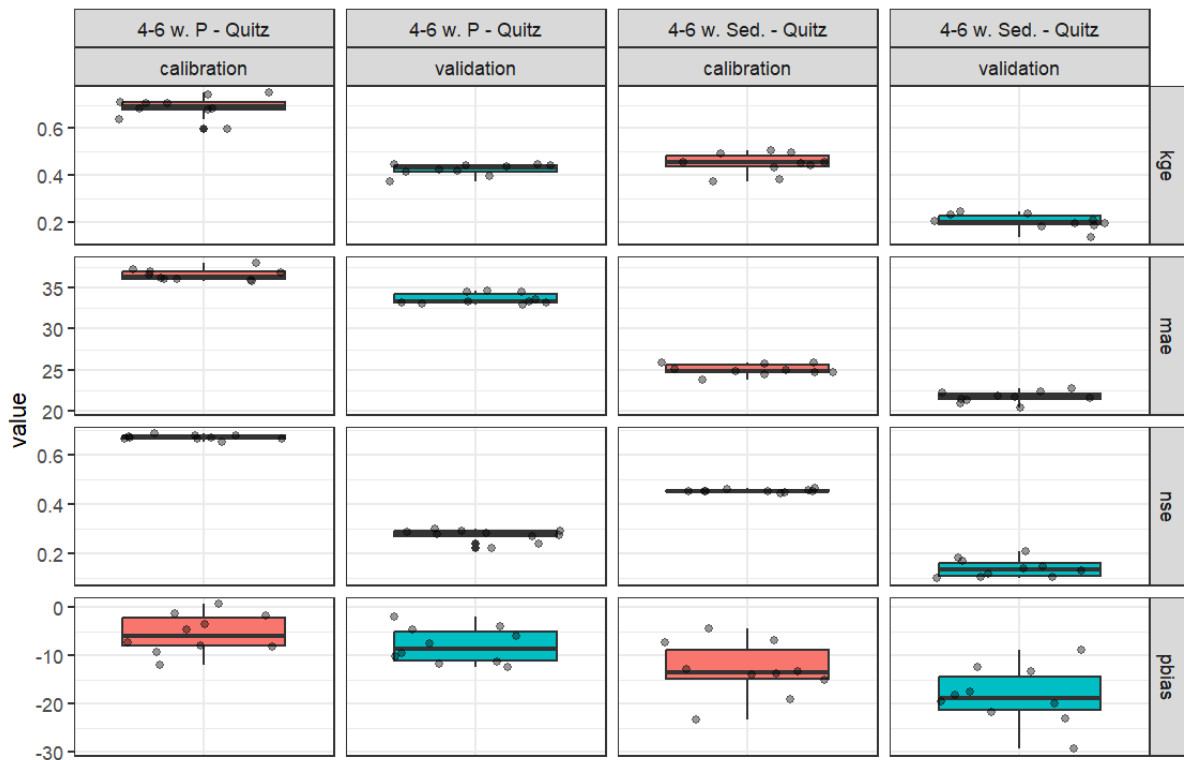 4-6 w. P - Quitz 4-6 w. P - Quitz 4-6 w. Sed. - Quitz 4-6 w. Sed. - Quitz
calibration validation calibration validation
0.6
0.4
0.2
kge
35
30
25
20
mae
value
0.6
0.4
0.2
nse
0
-10
-20
-30
pbias